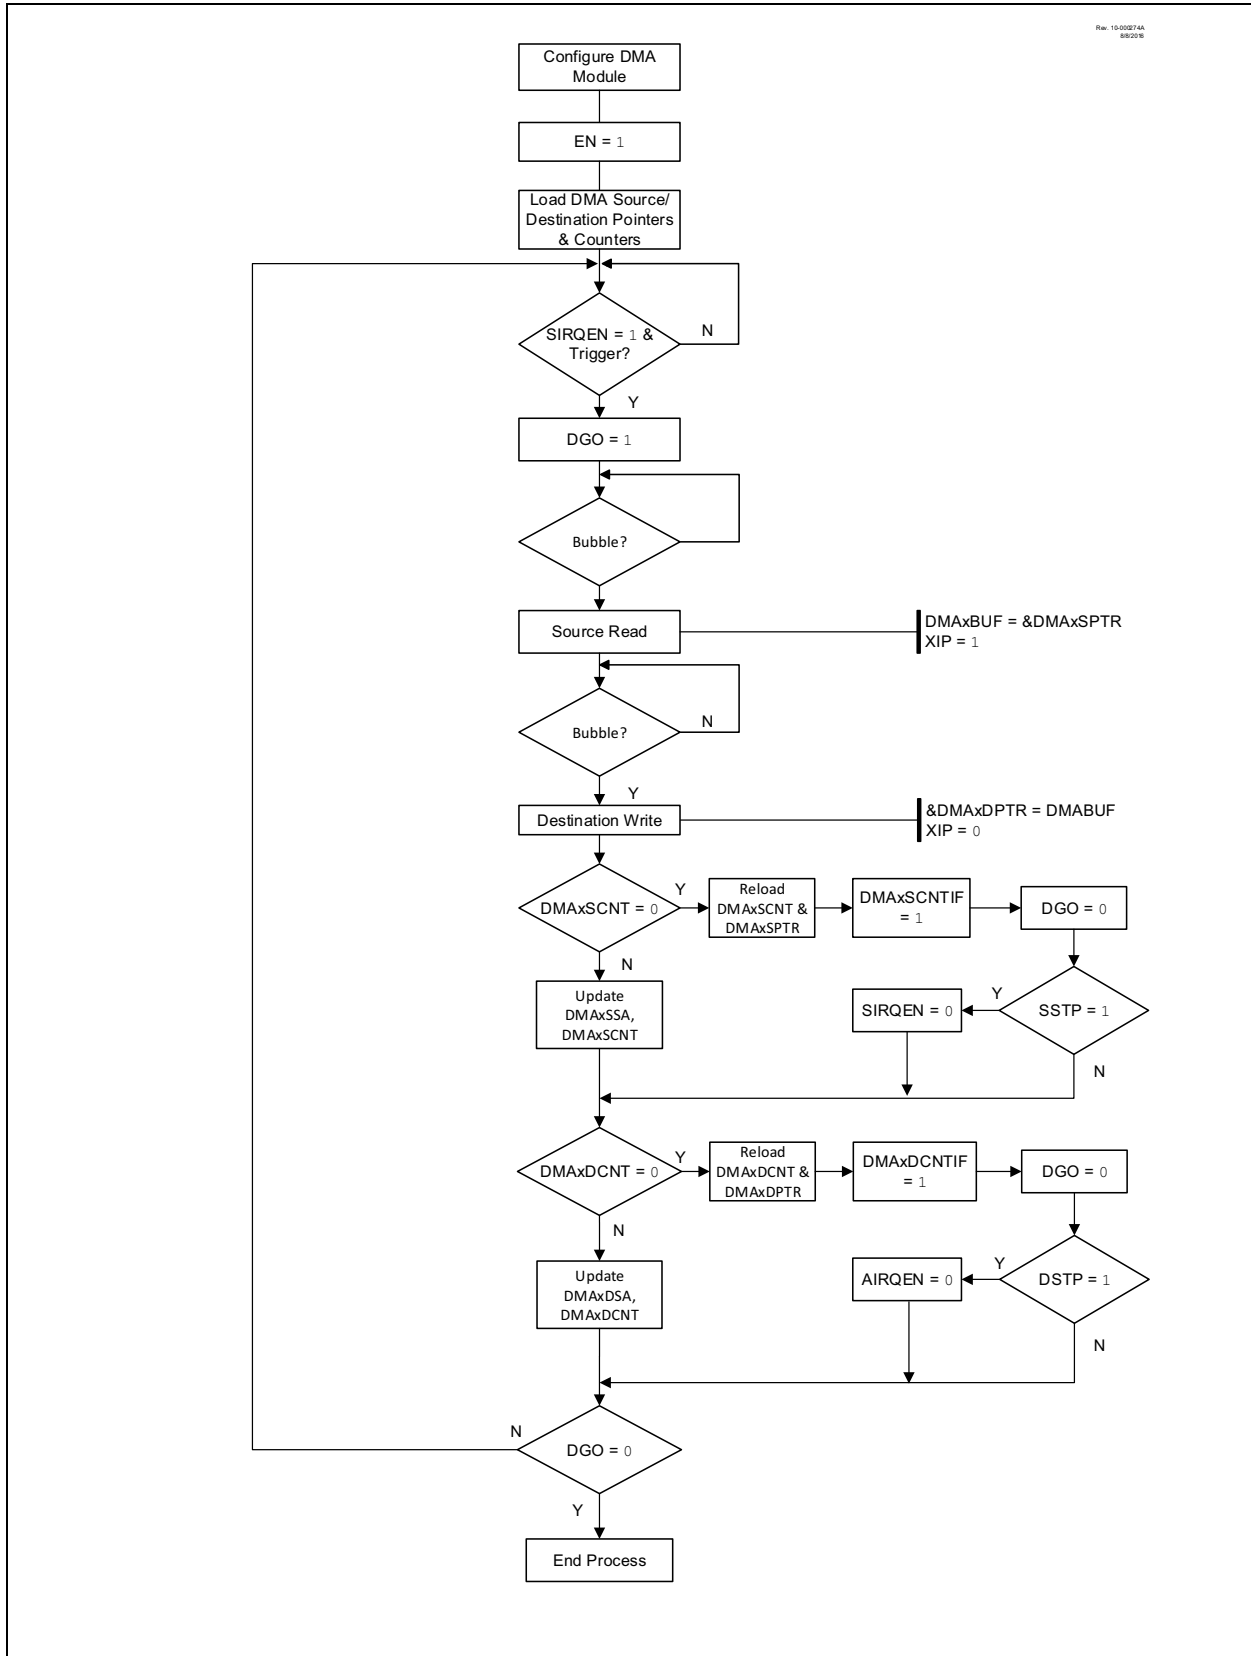 Rev. 10-000274A
8/8/2016
Configure DMA
Module
EN = 1
Load DMA Source/
Destination Pointers
& Counters
SIRQEN = 1 &
Trigger?
N
Y
DGO = 1
Bubble?
Source Read
DMAxBUF = &DMAxSPTR
XIP = 1
Bubble?
N
Y
Destination Write
&DMAxDPTR = DMABUF
XIP = 0
DMAxSCNT = 0
Y
Reload
DMAxSCNT &
DMAxSPTR
DMAxSCNTIF
= 1
DGO = 0
N
Update
DMAxSSA,
DMAxSCNT
SIRQEN = 0
Y
SSTP = 1
N
DMAxDCNT = 0
Y
Reload
DMAxDCNT &
DMAxDPTR
DMAxDCNTIF
= 1
DGO = 0
N
Update
DMAxDSA,
DMAxDCNT
AIRQEN = 0
Y
DSTP = 1
N
N
DGO = 0
Y
End Process